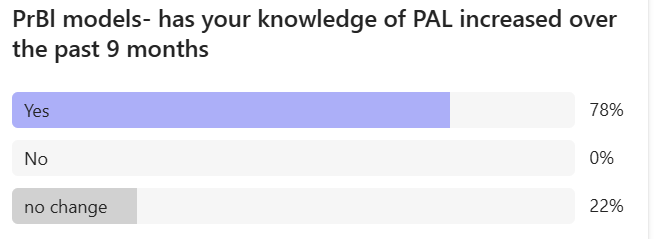 PrBl models- has your knowledge of PAL increased over
the past 9 months
Yes 78%
No 0%
no change 22%